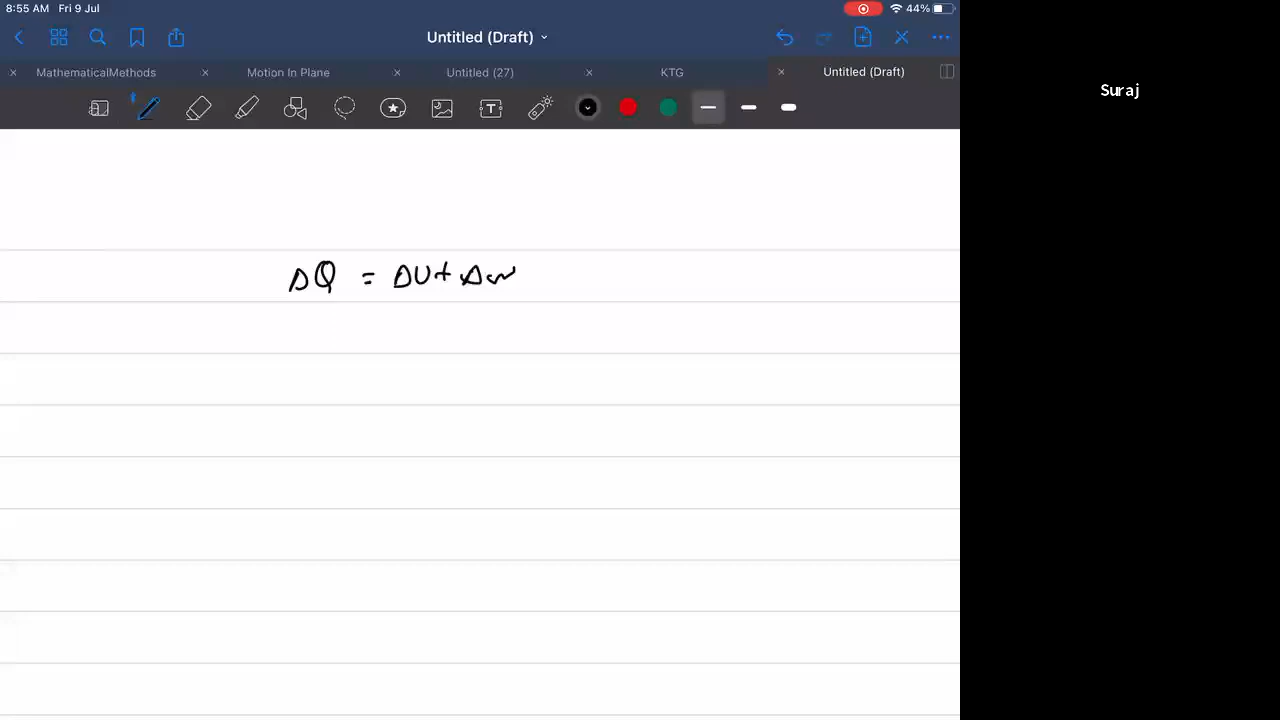 8:55 AM Fri 9 Jul
44%
Untitled (Draft)
MathematicalMethods
Motion In Plane
Untitled (27)
KTG
Untitled (Draft)
T
Suraj
ΔQ = ΔU + Δw